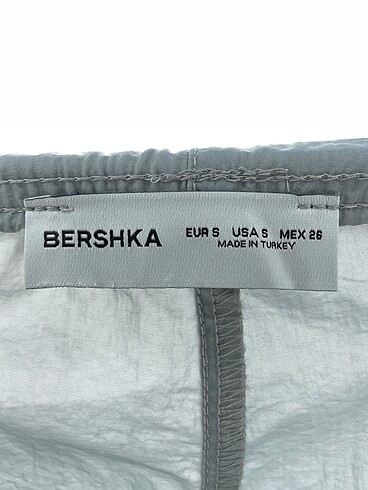 BERSHKA
EUR S USA S MEX 26
MADE IN TURKEY